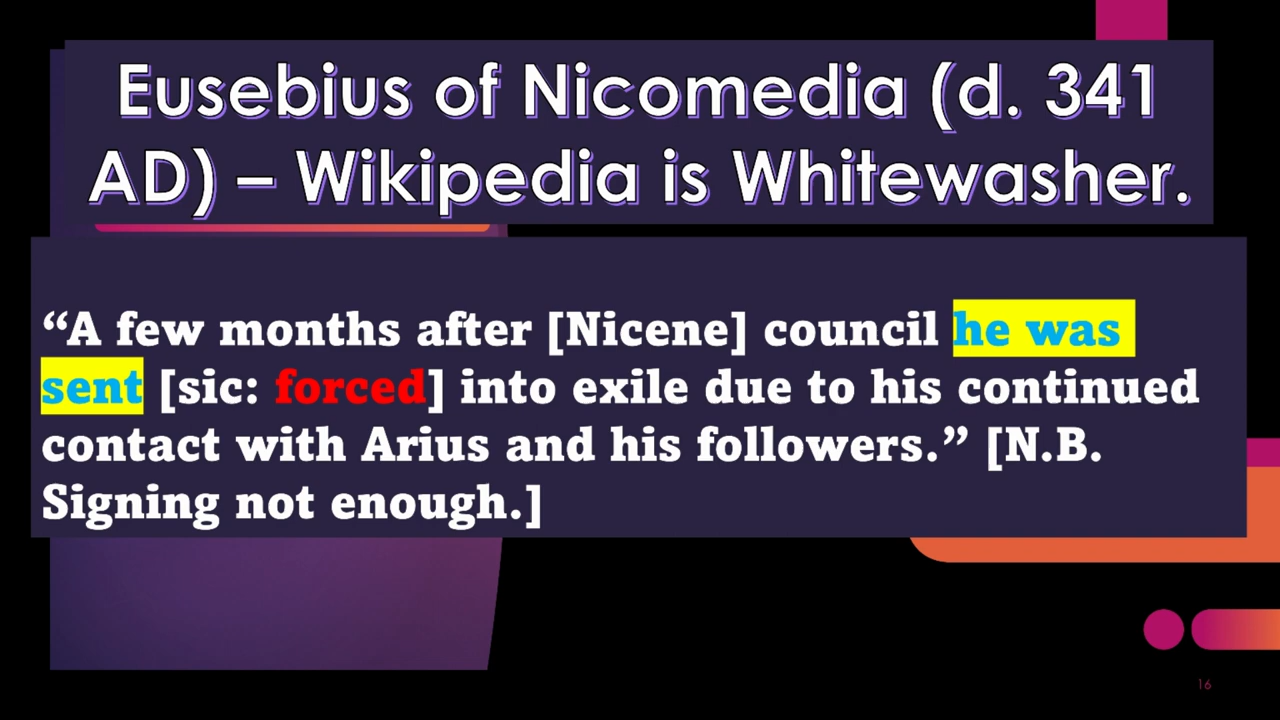 Eusebius of Nicomedia (d. 341
AD) – Wikipedia is Whitewasher.
“A few months after [Nicene] council he was
sent [sic: forced] into exile due to his continued
contact with Arius and his followers.” [N.B.
Signing not enough.]
16